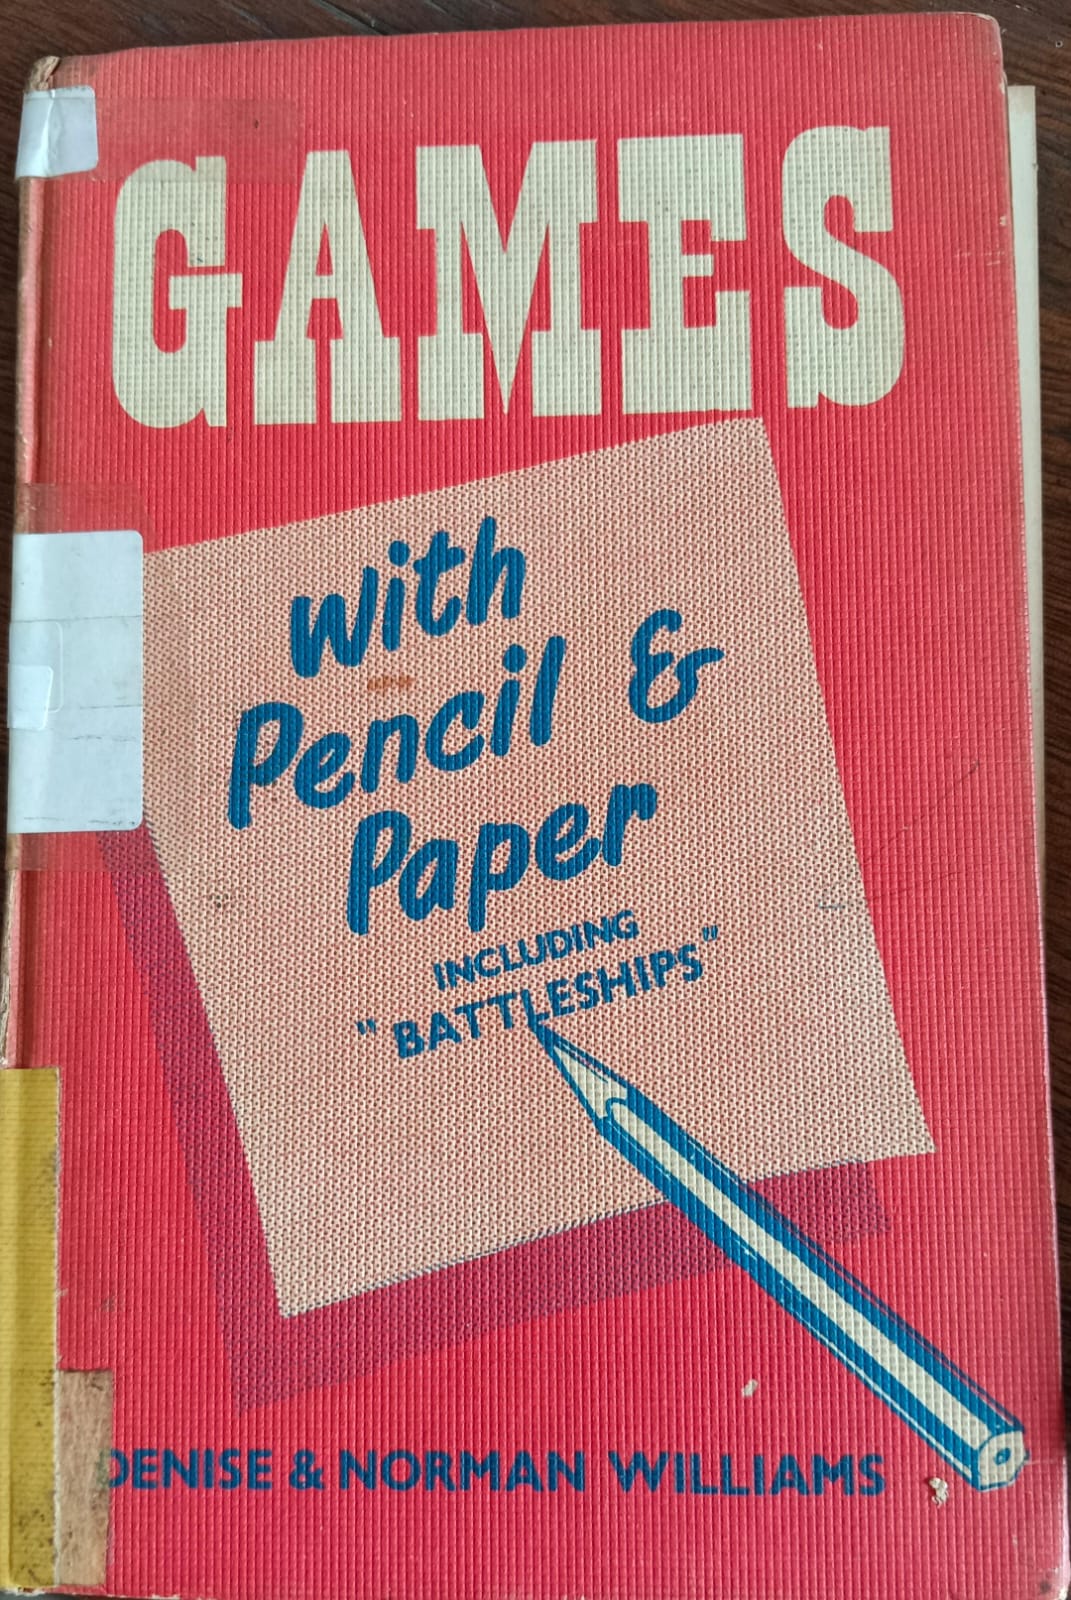 GAMES
With
Pencil &
Paper
INCLUDING
"BATTLESHIPS"
DENISE & NORMAN WILLIAMS